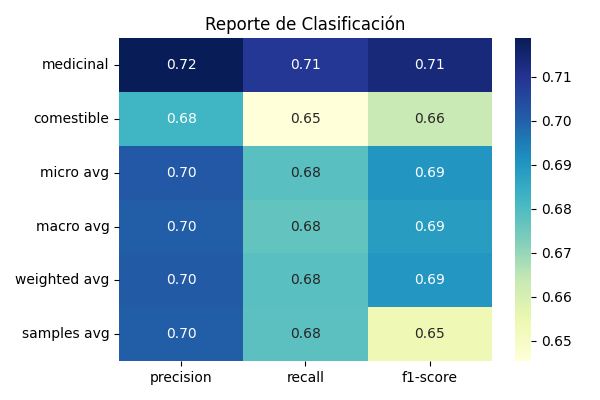 Reporte de Clasificación
medicinal 0.72 0.71 0.71
comestible 0.68 0.65 0.66
micro avg 0.70 0.68 0.69
macro avg 0.70 0.68 0.69
weighted avg 0.70 0.68 0.69
samples avg 0.70 0.68 0.65
precision recall f1-score
0.71
0.70
0.69
0.68
0.67
0.66
0.65